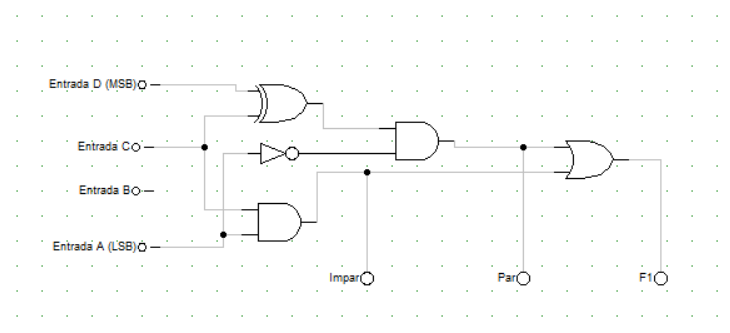 Entrada D (MSB)
Entrada C
Entrada B
Entrada A (LSB)
Impar
Par
F1